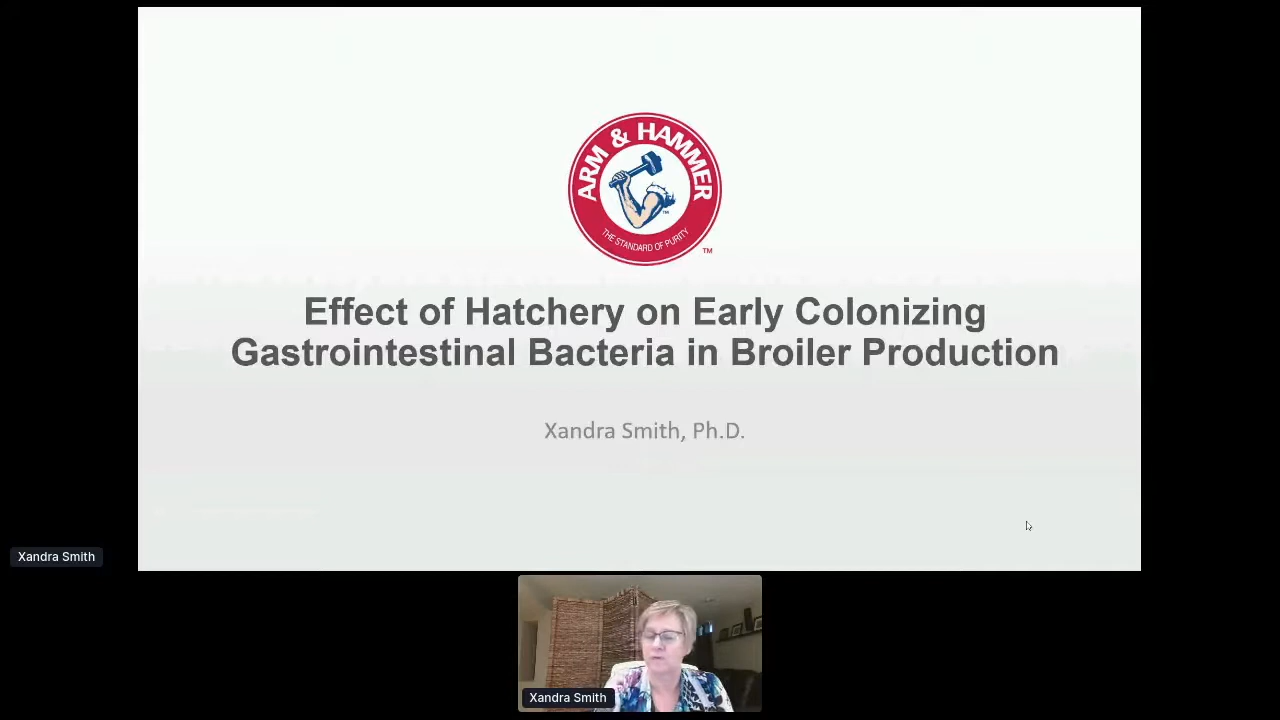 ARM & HAMMER
THE STANDARD OF PURITY
TM
TM
Effect of Hatchery on Early Colonizing
Gastrointestinal Bacteria in Broiler Production
Xandra Smith, Ph.D.
Xandra Smith
Xandra Smith